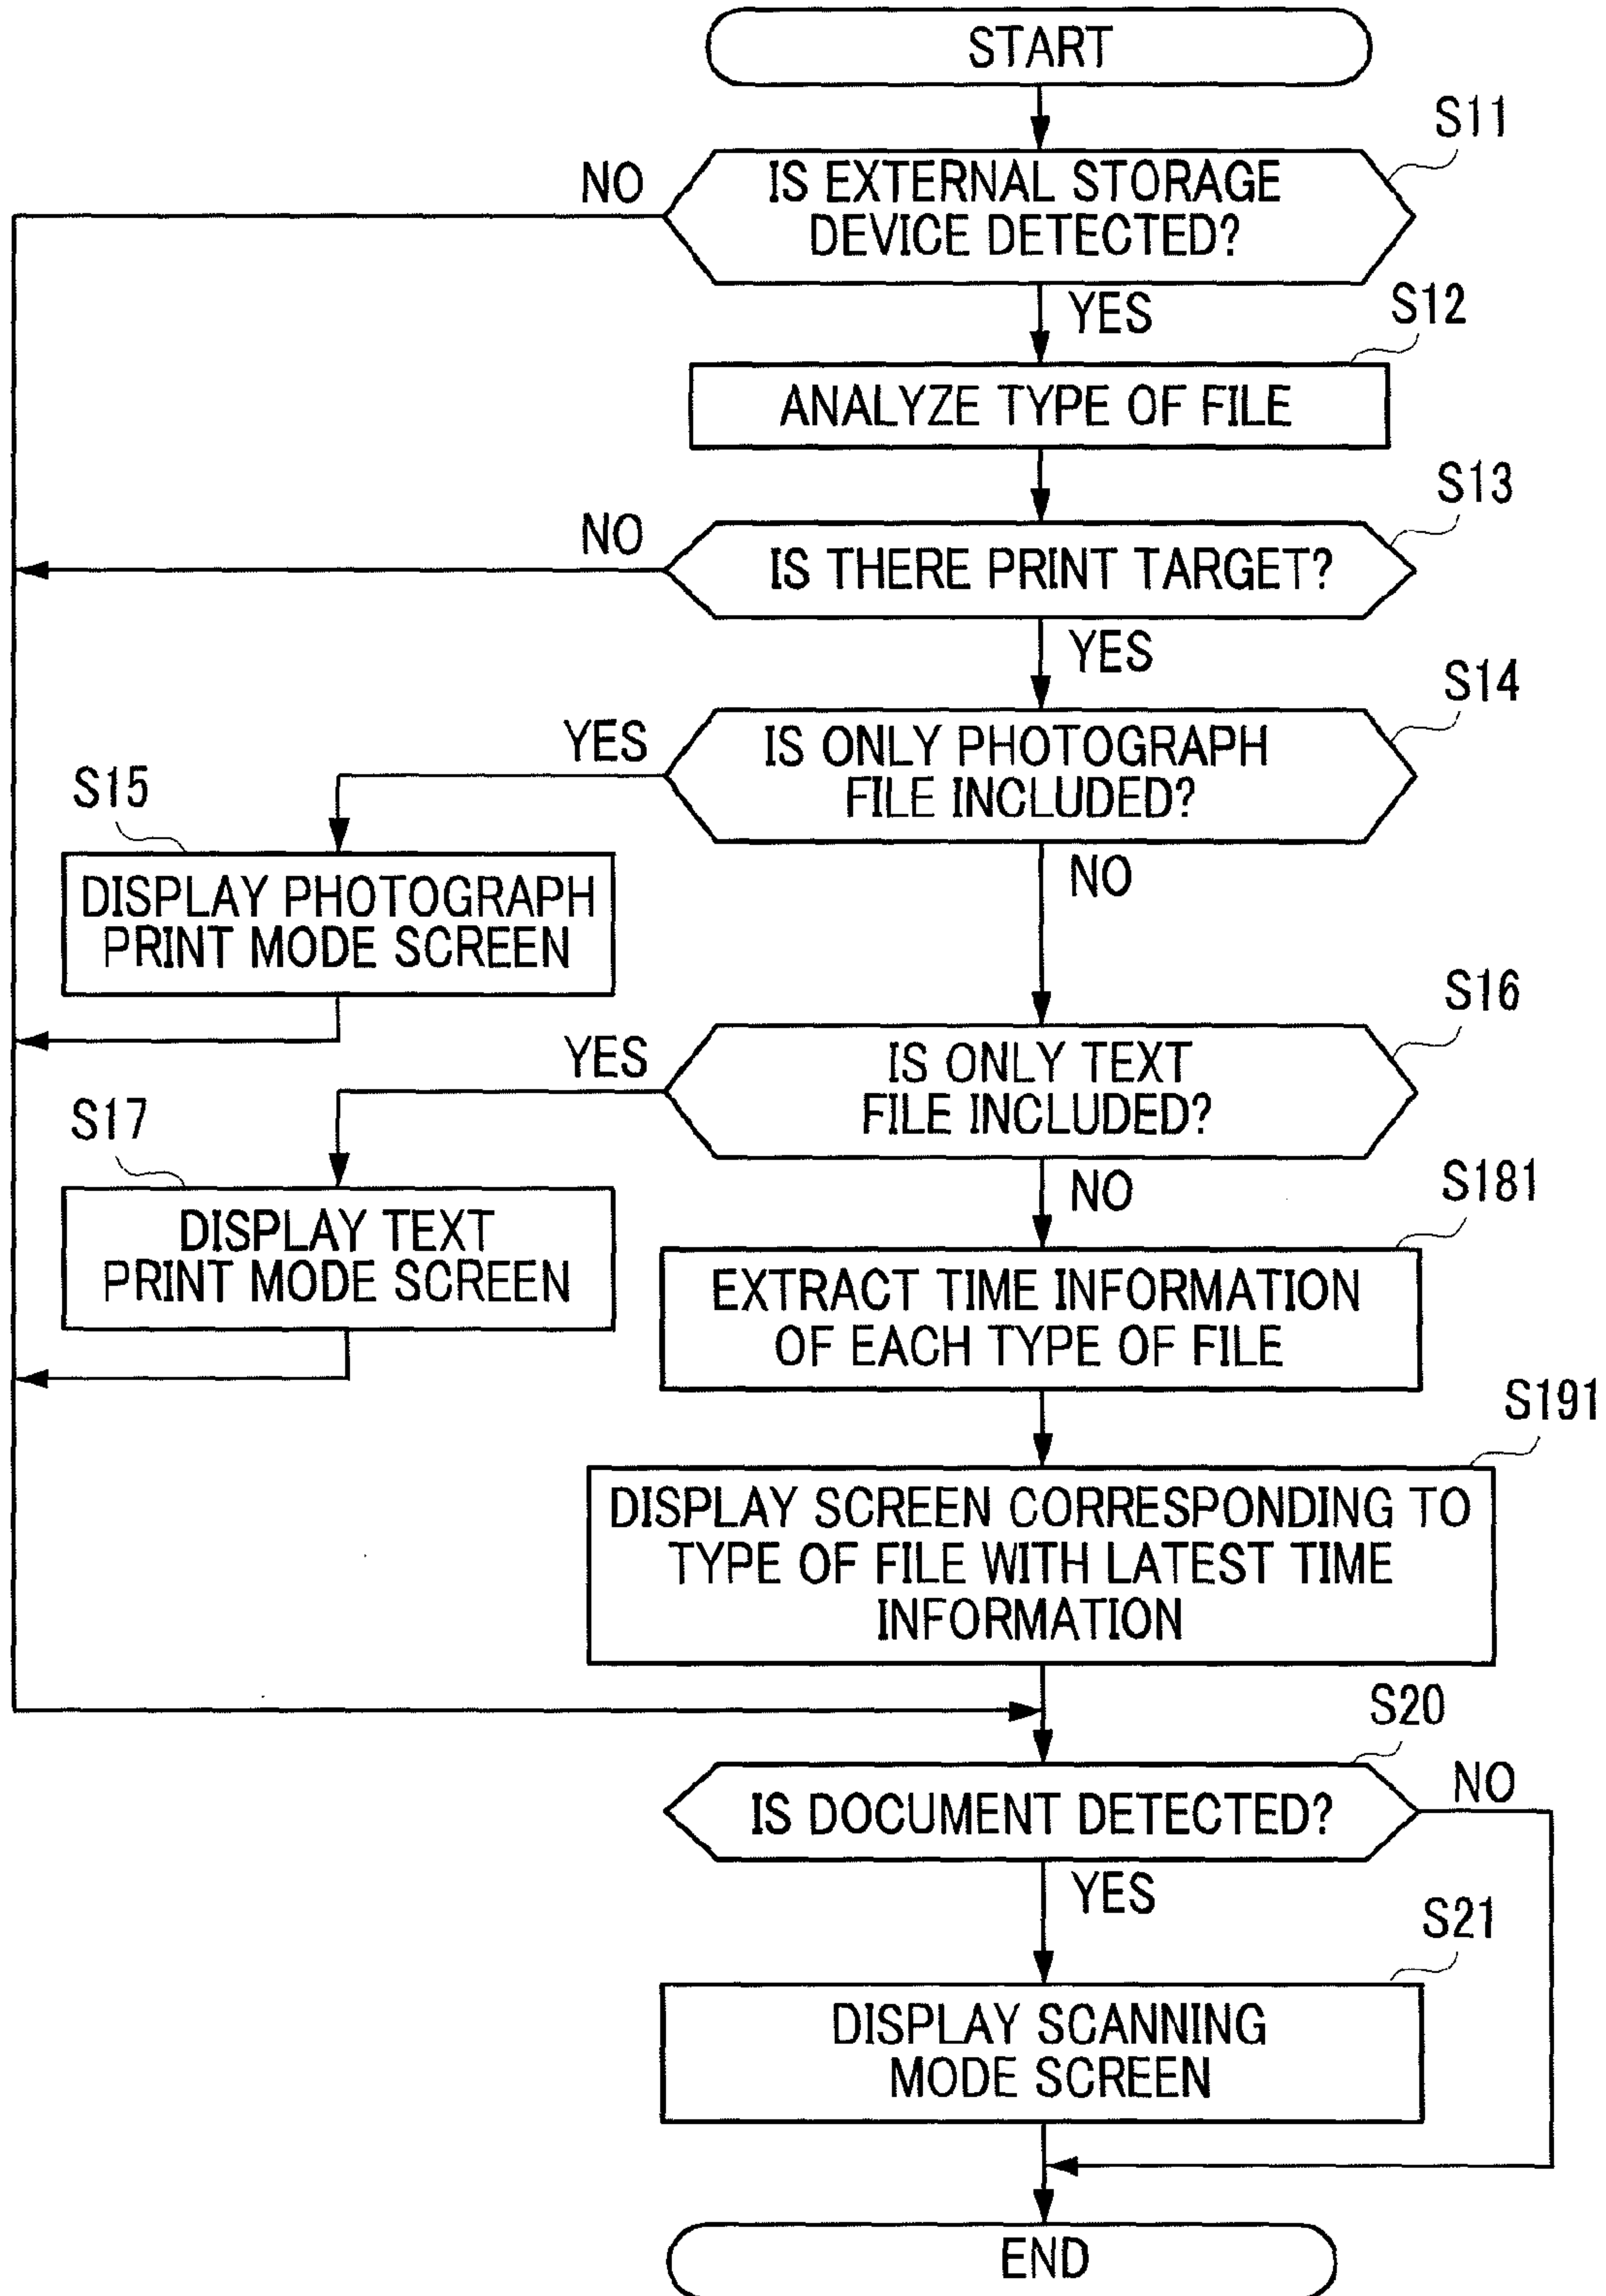 START
S11
NO
IS EXTERNAL STORAGE
DEVICE DETECTED?
YES
S12
ANALYZE TYPE OF FILE
S13
NO
IS THERE PRINT TARGET?
YES
S14
YES
IS ONLY PHOTOGRAPH
FILE INCLUDED?
S15
NO
DISPLAY PHOTOGRAPH
PRINT MODE SCREEN
S16
YES
IS ONLY TEXT
FILE INCLUDED?
S17
NO
S181
DISPLAY TEXT
PRINT MODE SCREEN
EXTRACT TIME INFORMATION
OF EACH TYPE OF FILE
S191
DISPLAY SCREEN CORRESPONDING TO
TYPE OF FILE WITH LATEST TIME
INFORMATION
S20
NO
IS DOCUMENT DETECTED?
YES
S21
DISPLAY SCANNING
MODE SCREEN
END